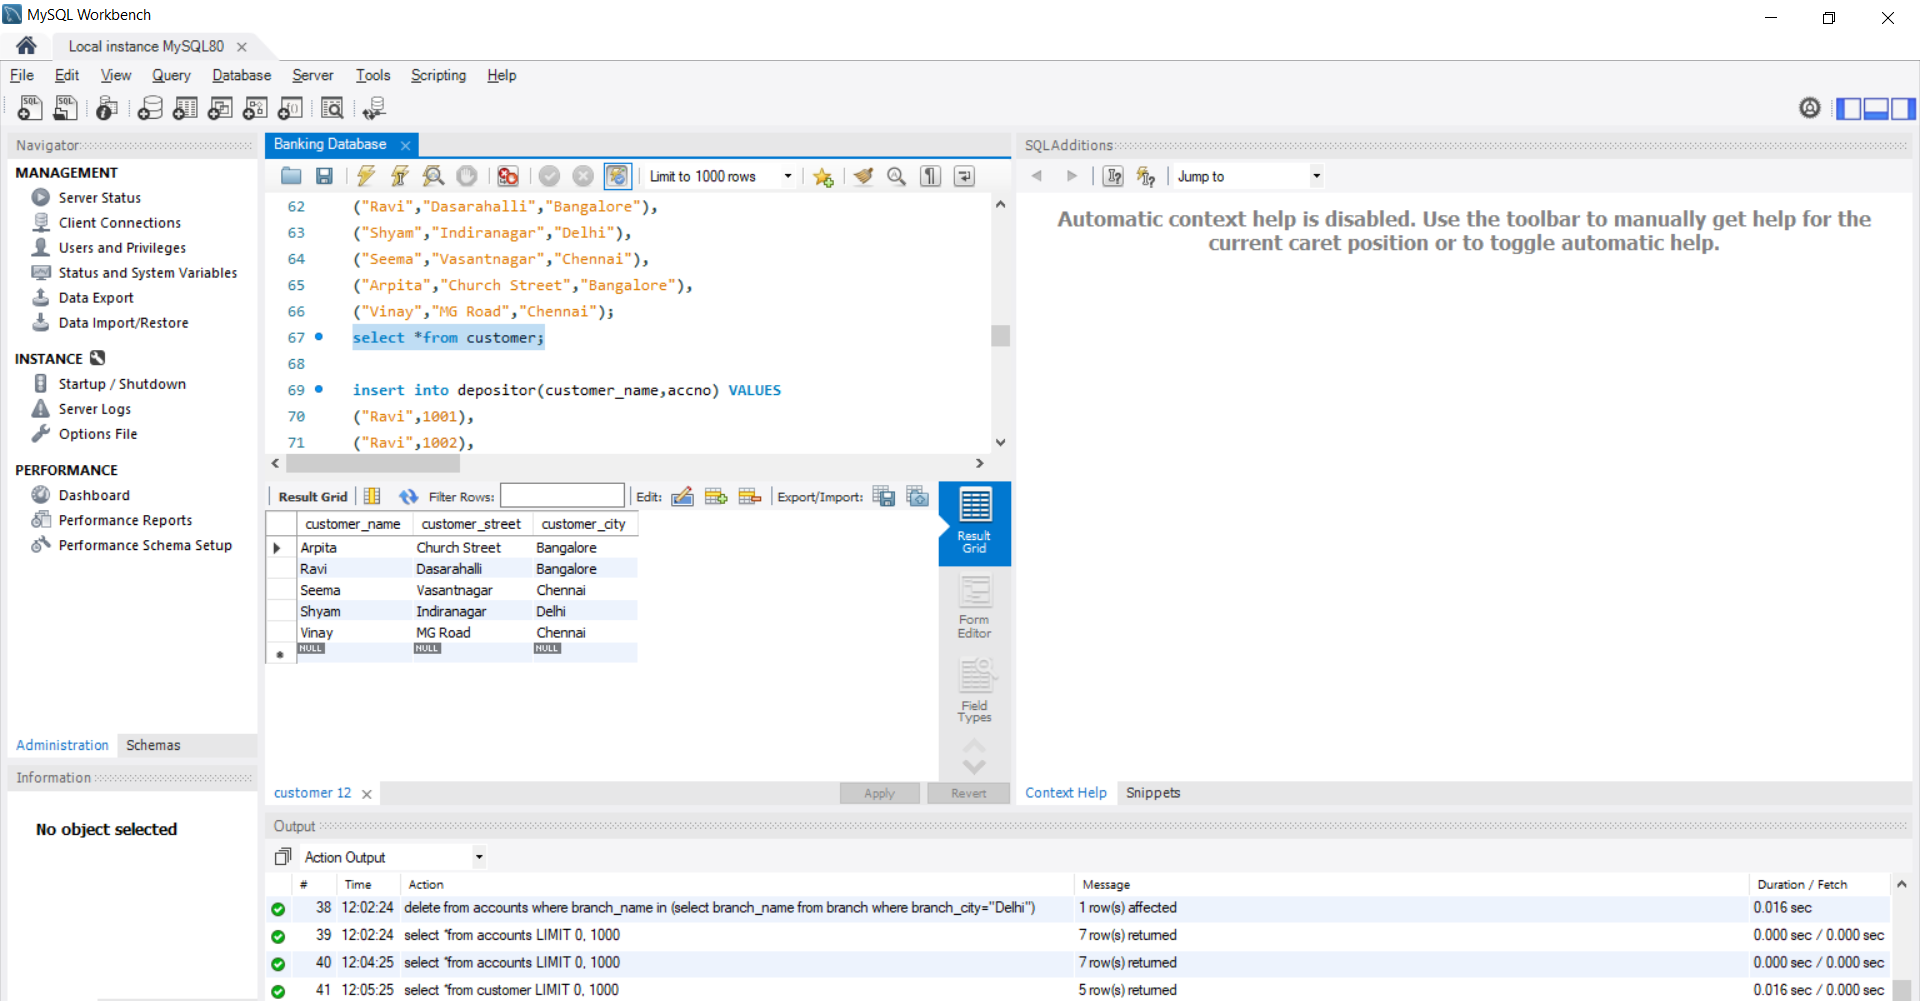 MySQL Workbench
Local instance MySQL80
File Edit View Query Database Server Tools Scripting Help
Navigator
MANAGEMENT
Server Status
Client Connections
Users and Privileges
Status and System Variables
Data Export
Data Import/Restore
INSTANCE
Startup / Shutdown
Server Logs
Options File
PERFORMANCE
Dashboard
Performance Reports
Performance Schema Setup
Administration Schemas
Information
No object selected
Banking Database
Limit to 1000 rows
62 ("Ravi","Dasarahalli","Bangalore"),
63 ("Shyam","Indiranagar","Delhi"),
64 ("Seema","Vasantnagar","Chennai"),
65 ("Arpita","Church Street","Bangalore"),
66 ("Vinay","MG Road","Chennai");
67 select *from customer;
68
69 insert into depositor(customer_name,accno) VALUES
70 ("Ravi",1001),
71 ("Ravi",1002),
Result Grid Filter Rows: Edit: Export/Import:
customer_name customer_street customer_city
Arpita Church Street Bangalore
Ravi Dasarahalli Bangalore
Seema Vasantnagar Chennai
Shyam Indiranagar Delhi
Vinay MG Road Chennai
NULL NULL NULL
Result
Grid
Form
Editor
Field
Types
customer 12 Apply Revert
SQLAdditions
Jump to
Automatic context help is disabled. Use the toolbar to manually get help for the
current caret position or to toggle automatic help.
Context Help Snippets
Output
Action Output
# Time Action Message Duration / Fetch
38 12:02:24 delete from accounts where branch_name in (select branch_name from branch where branch_city="Delhi") 1 row(s) affected 0.016 sec
39 12:02:24 select *from accounts LIMIT 0, 1000 7 row(s) returned 0.000 sec / 0.000 sec
40 12:04:25 select *from accounts LIMIT 0, 1000 7 row(s) returned 0.000 sec / 0.000 sec
41 12:05:25 select *from customer LIMIT 0, 1000 5 row(s) returned 0.016 sec / 0.000 sec